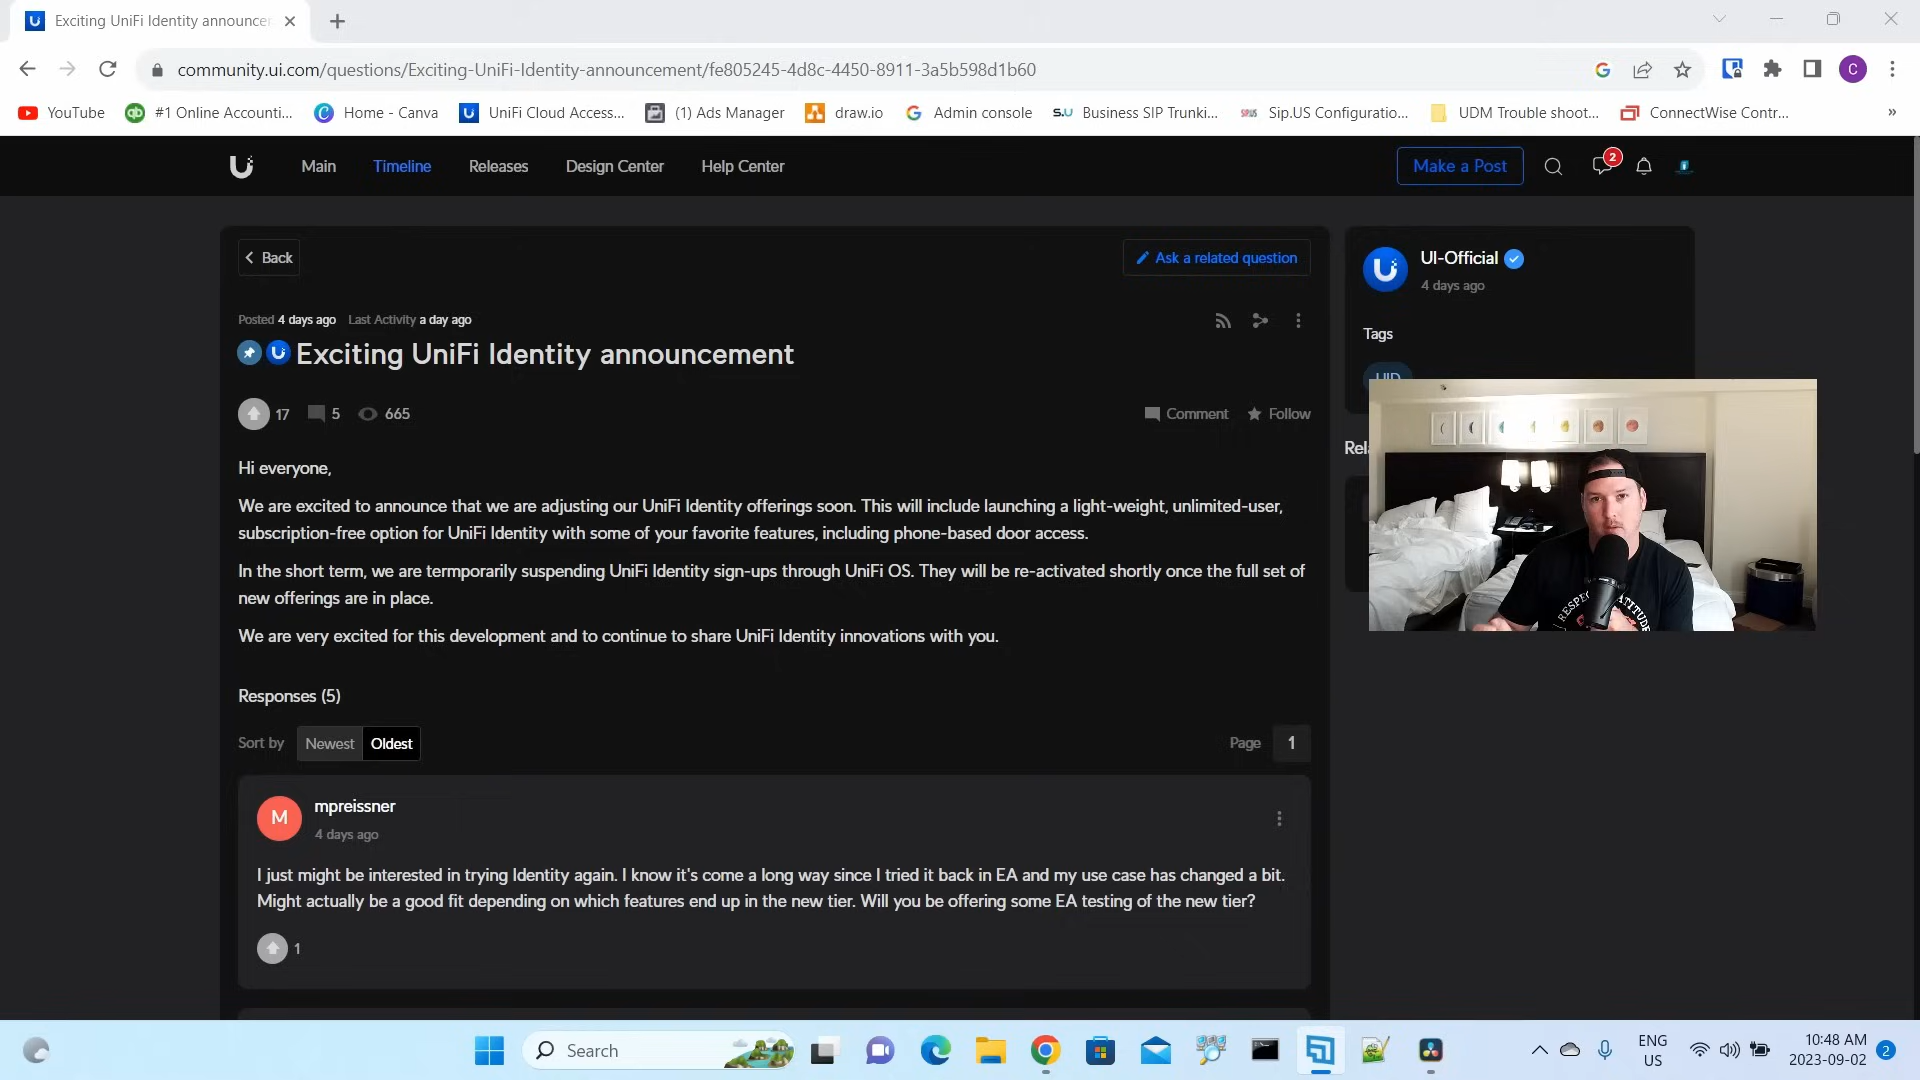 Exciting UniFi Identity announcer
community.ui.com/questions/Exciting-UniFi-Identity-announcement/fe805245-4d8c-4450-8911-3a5b598d1b60
C
YouTube
#1 Online Accounti...
Home - Canva
UniFi Cloud Access...
(1) Ads Manager
draw.io
Admin console
Business SIP Trunki...
Sip.US Configuratio...
UDM Trouble shoot...
ConnectWise Contr...
»
Main
Timeline
Releases
Design Center
Help Center
Make a Post
2
Back
Ask a related question
UI-Official
4 days ago
Posted 4 days ago Last Activity a day ago
Tags
Exciting UniFi Identity announcement
UID
17
5
665
Comment
Follow
Hi everyone,
We are excited to announce that we are adjusting our UniFi Identity offerings soon. This will include launching a light-weight, unlimited-user,
subscription-free option for UniFi Identity with some of your favorite features, including phone-based door access.
In the short term, we are termporarily suspending UniFi Identity sign-ups through UniFi OS. They will be re-activated shortly once the full set of
new offerings are in place.
We are very excited for this development and to continue to share UniFi Identity innovations with you.
Responses (5)
Sort by
Newest
Oldest
Page
1
M
mpreissner
4 days ago
I just might be interested in trying Identity again. I know it's come a long way since I tried it back in EA and my use case has changed a bit.
Might actually be a good fit depending on which features end up in the new tier. Will you be offering some EA testing of the new tier?
1
Search
ENG
US
10:48 AM
2023-09-02
2